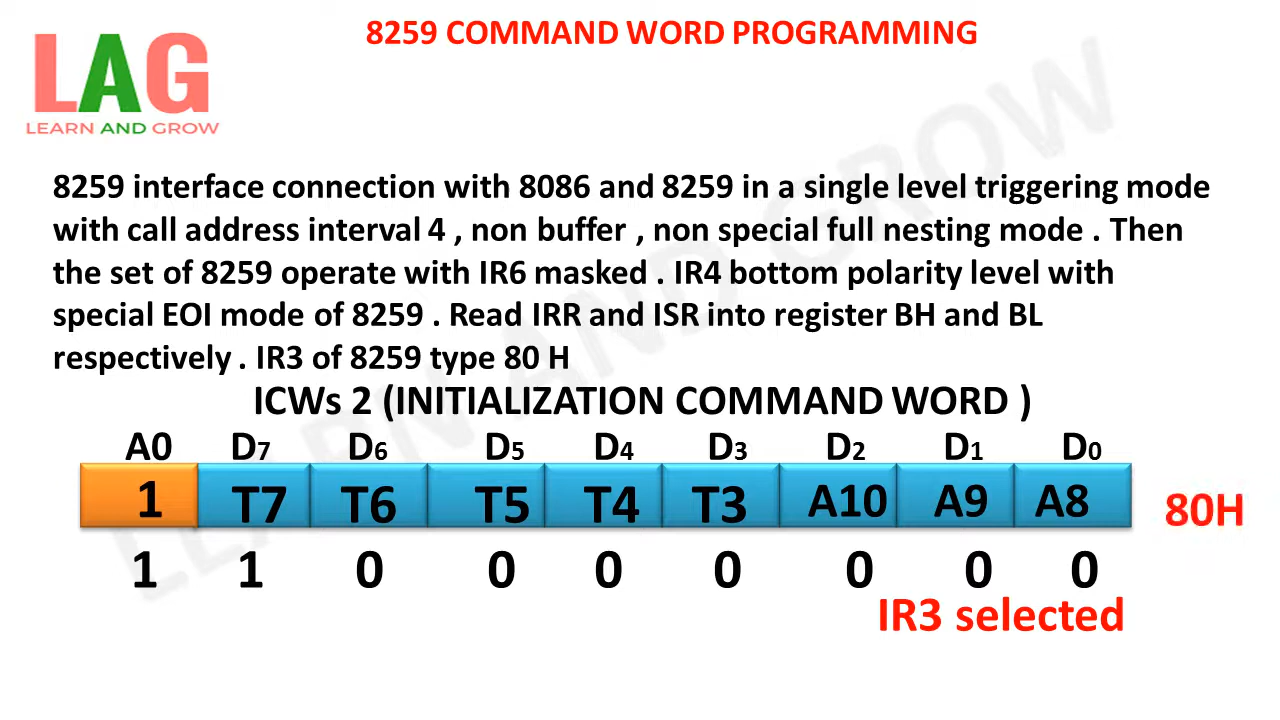 8259 COMMAND WORD PROGRAMMING
LAG
LEARN AND GROW
8259 interface connection with 8086 and 8259 in a single level triggering mode
with call address interval 4 , non buffer , non special full nesting mode . Then
the set of 8259 operate with IR6 masked . IR4 bottom polarity level with
special EOI mode of 8259 . Read IRR and ISR into register BH and BL
respectively . IR3 of 8259 type 80 H
ICWs 2 (INITIALIZATION COMMAND WORD )
A0 D7 D6 D5 D4 D3 D2 D1 D0
1 T7 T6 T5 T4 T3 A10 A9 A8 80H
1 1 0 0 0 0 0 0 0
IR3 selected
LEARN AND GROW